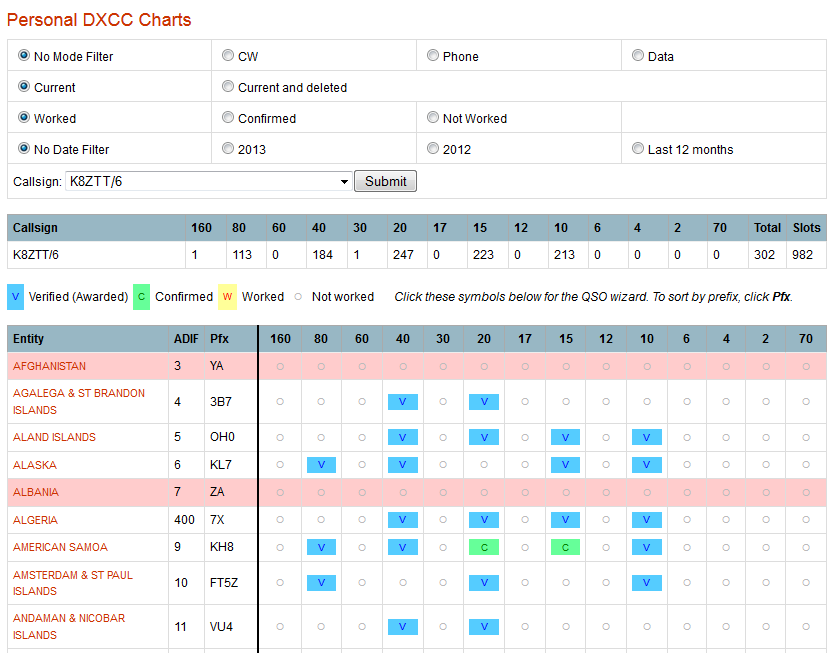 Personal DXCC Charts
No Mode Filter CW Phone Data
Current Current and deleted
Worked Confirmed Not Worked
No Date Filter 2013 2012 Last 12 months
Callsign: K8ZTT/6 Submit
Callsign 160 80 60 40 30 20 17 15 12 10 6 4 2 70 Total Slots
K8ZTT/6 1 113 0 184 1 247 0 223 0 213 0 0 0 0 302 982
V Verified (Awarded) C Confirmed W Worked Not worked Click these symbols below for the QSO wizard. To sort by prefix, click Pfx.
Entity ADIF Pfx 160 80 60 40 30 20 17 15 12 10 6 4 2 70
AFGHANISTAN 3 YA
AGALEGA & ST BRANDON
ISLANDS 4 3B7 V V
ALAND ISLANDS 5 OH0 V V V V
ALASKA 6 KL7 V V V V
ALBANIA 7 ZA
ALGERIA 400 7X V V V V
AMERICAN SAMOA 9 KH8 V V C C V
AMSTERDAM & ST PAUL
ISLANDS 10 FT5Z V V V
ANDAMAN & NICOBAR
ISLANDS 11 VU4 V V